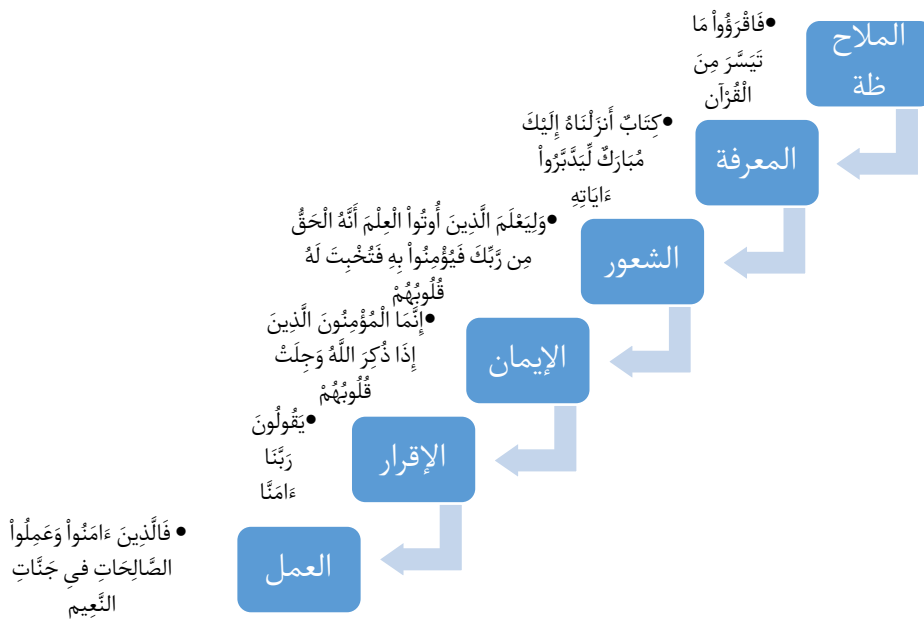 الملاح
ظة
•فَاقْرَؤُواْ مَا
تَيَسَّرَ مِنَ
الْقُرْآن
المعرفة
•كِتَابٌ أَنزَلْنَاهُ إِلَيْكَ
مُبَارَكٌ لِّيَدَّبَّرُواْ
ءَايَاتِهِ
الشعور
•وَلِيَعْلَمَ الَّذِينَ أُوتُواْ الْعِلْمَ أَنَّهُ الْحَقُّ
مِن رَّبِّكَ فَيُؤْمِنُواْ بِهِ فَتُخْبِتَ لَهُ
قُلُوبُهُمْ
الإيمان
•إِنَّمَا الْمُؤْمِنُونَ الَّذِينَ
إِذَا ذُكِرَ اللَّهُ وَجِلَتْ
قُلُوبُهُمْ
الإقرار
•يَقُولُونَ
رَبَّنَا
ءَامَنَّا
العمل
• فَالَّذِينَ ءَامَنُواْ وَعَمِلُواْ
الصَّالِحَاتِ فىِ جَنَّاتِ
النَّعِيم